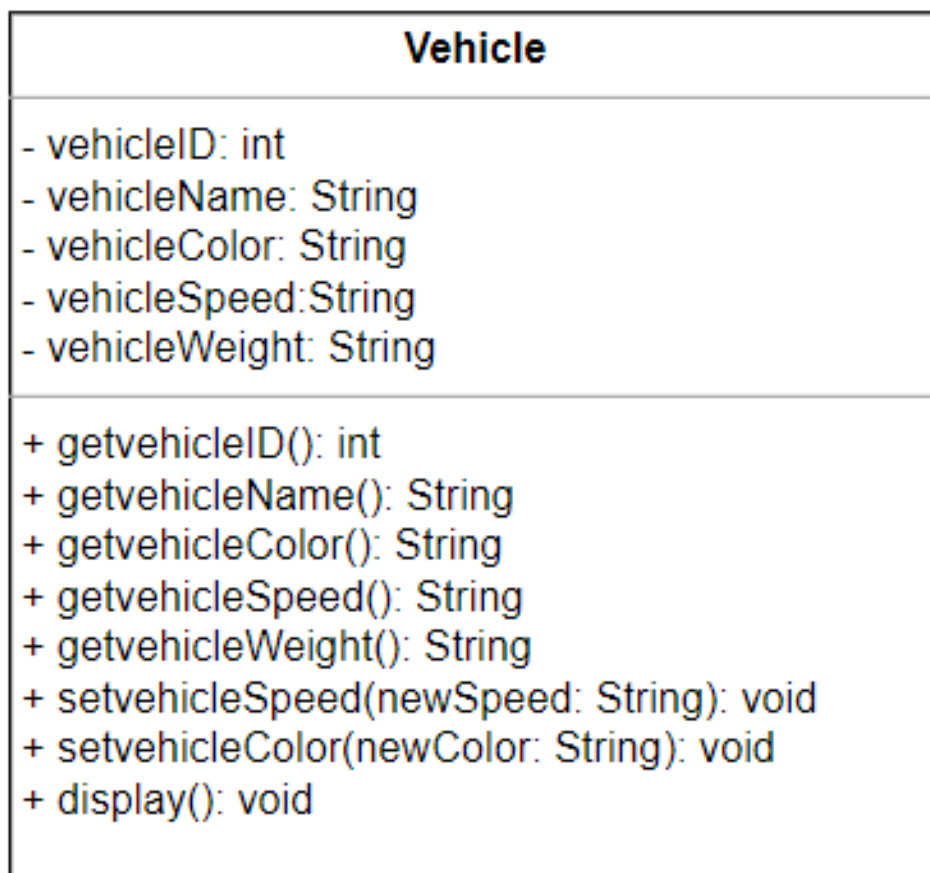 Vehicle
- vehicleID: int
- vehicleName: String
- vehicleColor: String
- vehicleSpeed:String
- vehicleWeight: String
+ getvehicleID(): int
+ getvehicleName(): String
+ getvehicleColor(): String
+ getvehicleSpeed(): String
+ getvehicleWeight(): String
+ setvehicleSpeed(newSpeed: String): void
+ setvehicleColor(newColor: String): void
+ display(): void